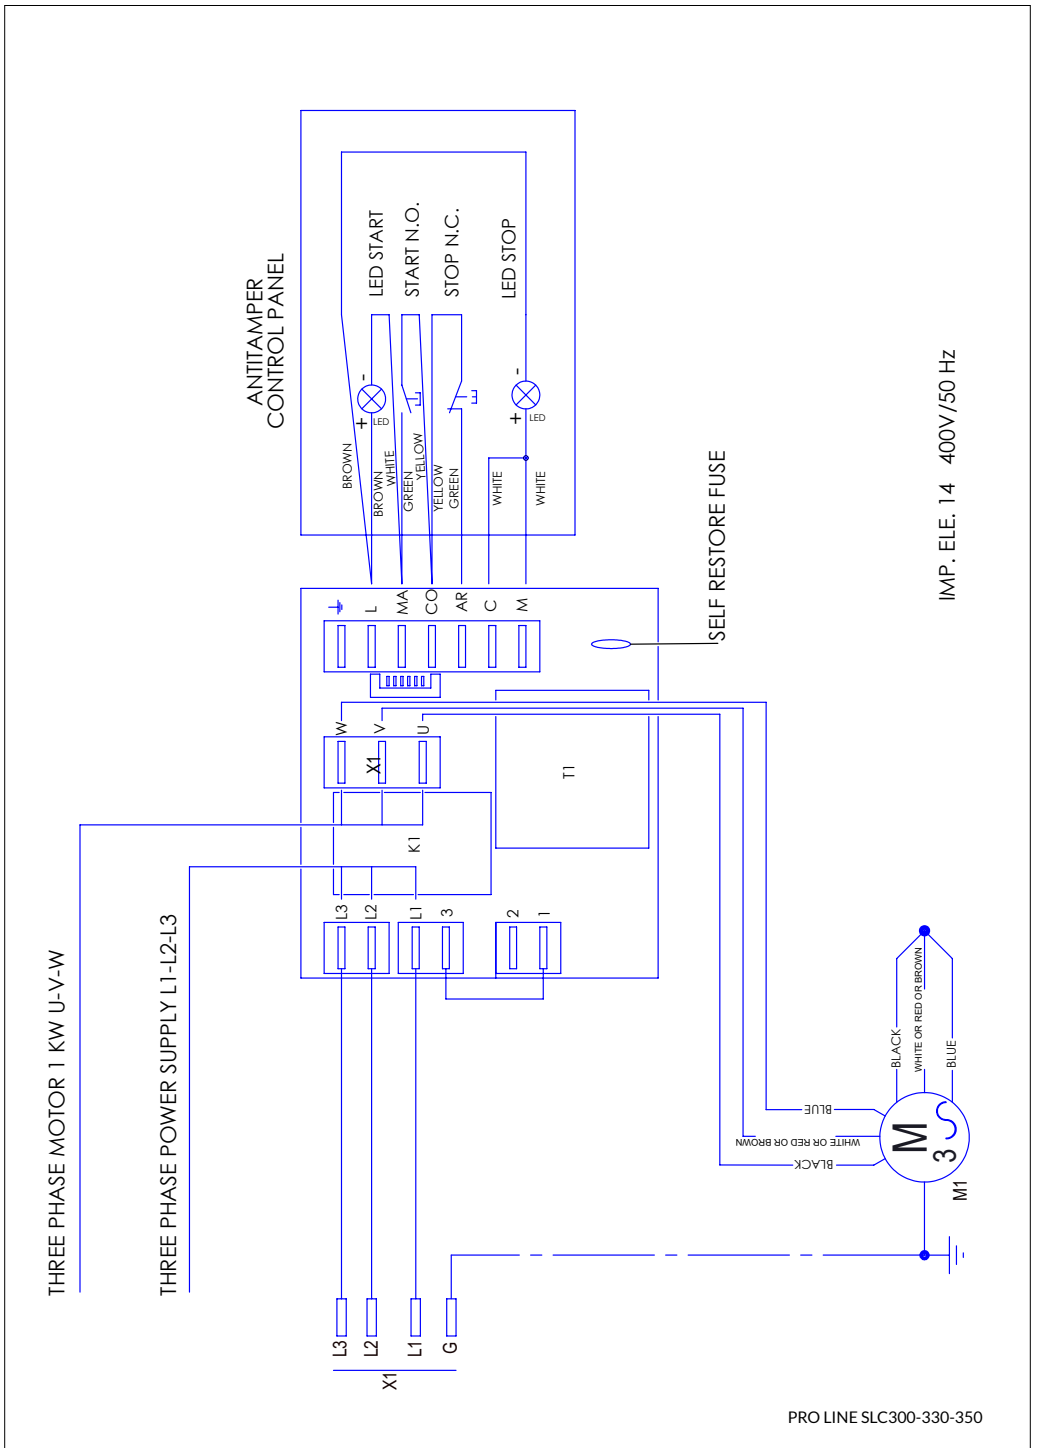 ANTITAMPER
CONTROL PANEL
LED START
START N.O.
STOP N.C.
LED STOP
+
-
LED
+
-
LED
BROWN
BROWN
WHITE
GREEN
YELLOW
YELLOW
GREEN
WHITE
WHITE
L
MA
CO
AR
C
M
SELF RESTORE FUSE
W
V
U
X1
K1
T1
L3
L2
L1
3
2
1
THREE PHASE MOTOR 1 KW U-V-W
THREE PHASE POWER SUPPLY L1-L2-L3
IMP. ELE. 14 400V/50 Hz
BLACK
WHITE OR RED OR BROWN
BLUE
BLUE
WHITE OR RED OR BROWN
BLACK
M
3
M1
L3
L2
L1
G
X1
PRO LINE SLC300-330-350